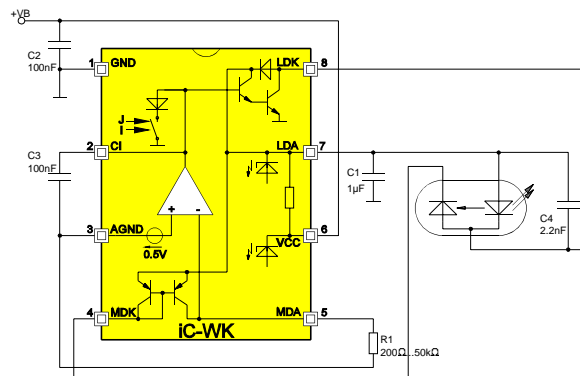 +VB
C2
100nF
1
GND
LDK
8
J
I
2
CI
LDA
7
C3
100nF
C1
1µF
C4
2.2nF
+
-
3
AGND
0.5V
VCC
6
4
MDK
MDA
5
iC-WK
R1
200Ω...50kΩ